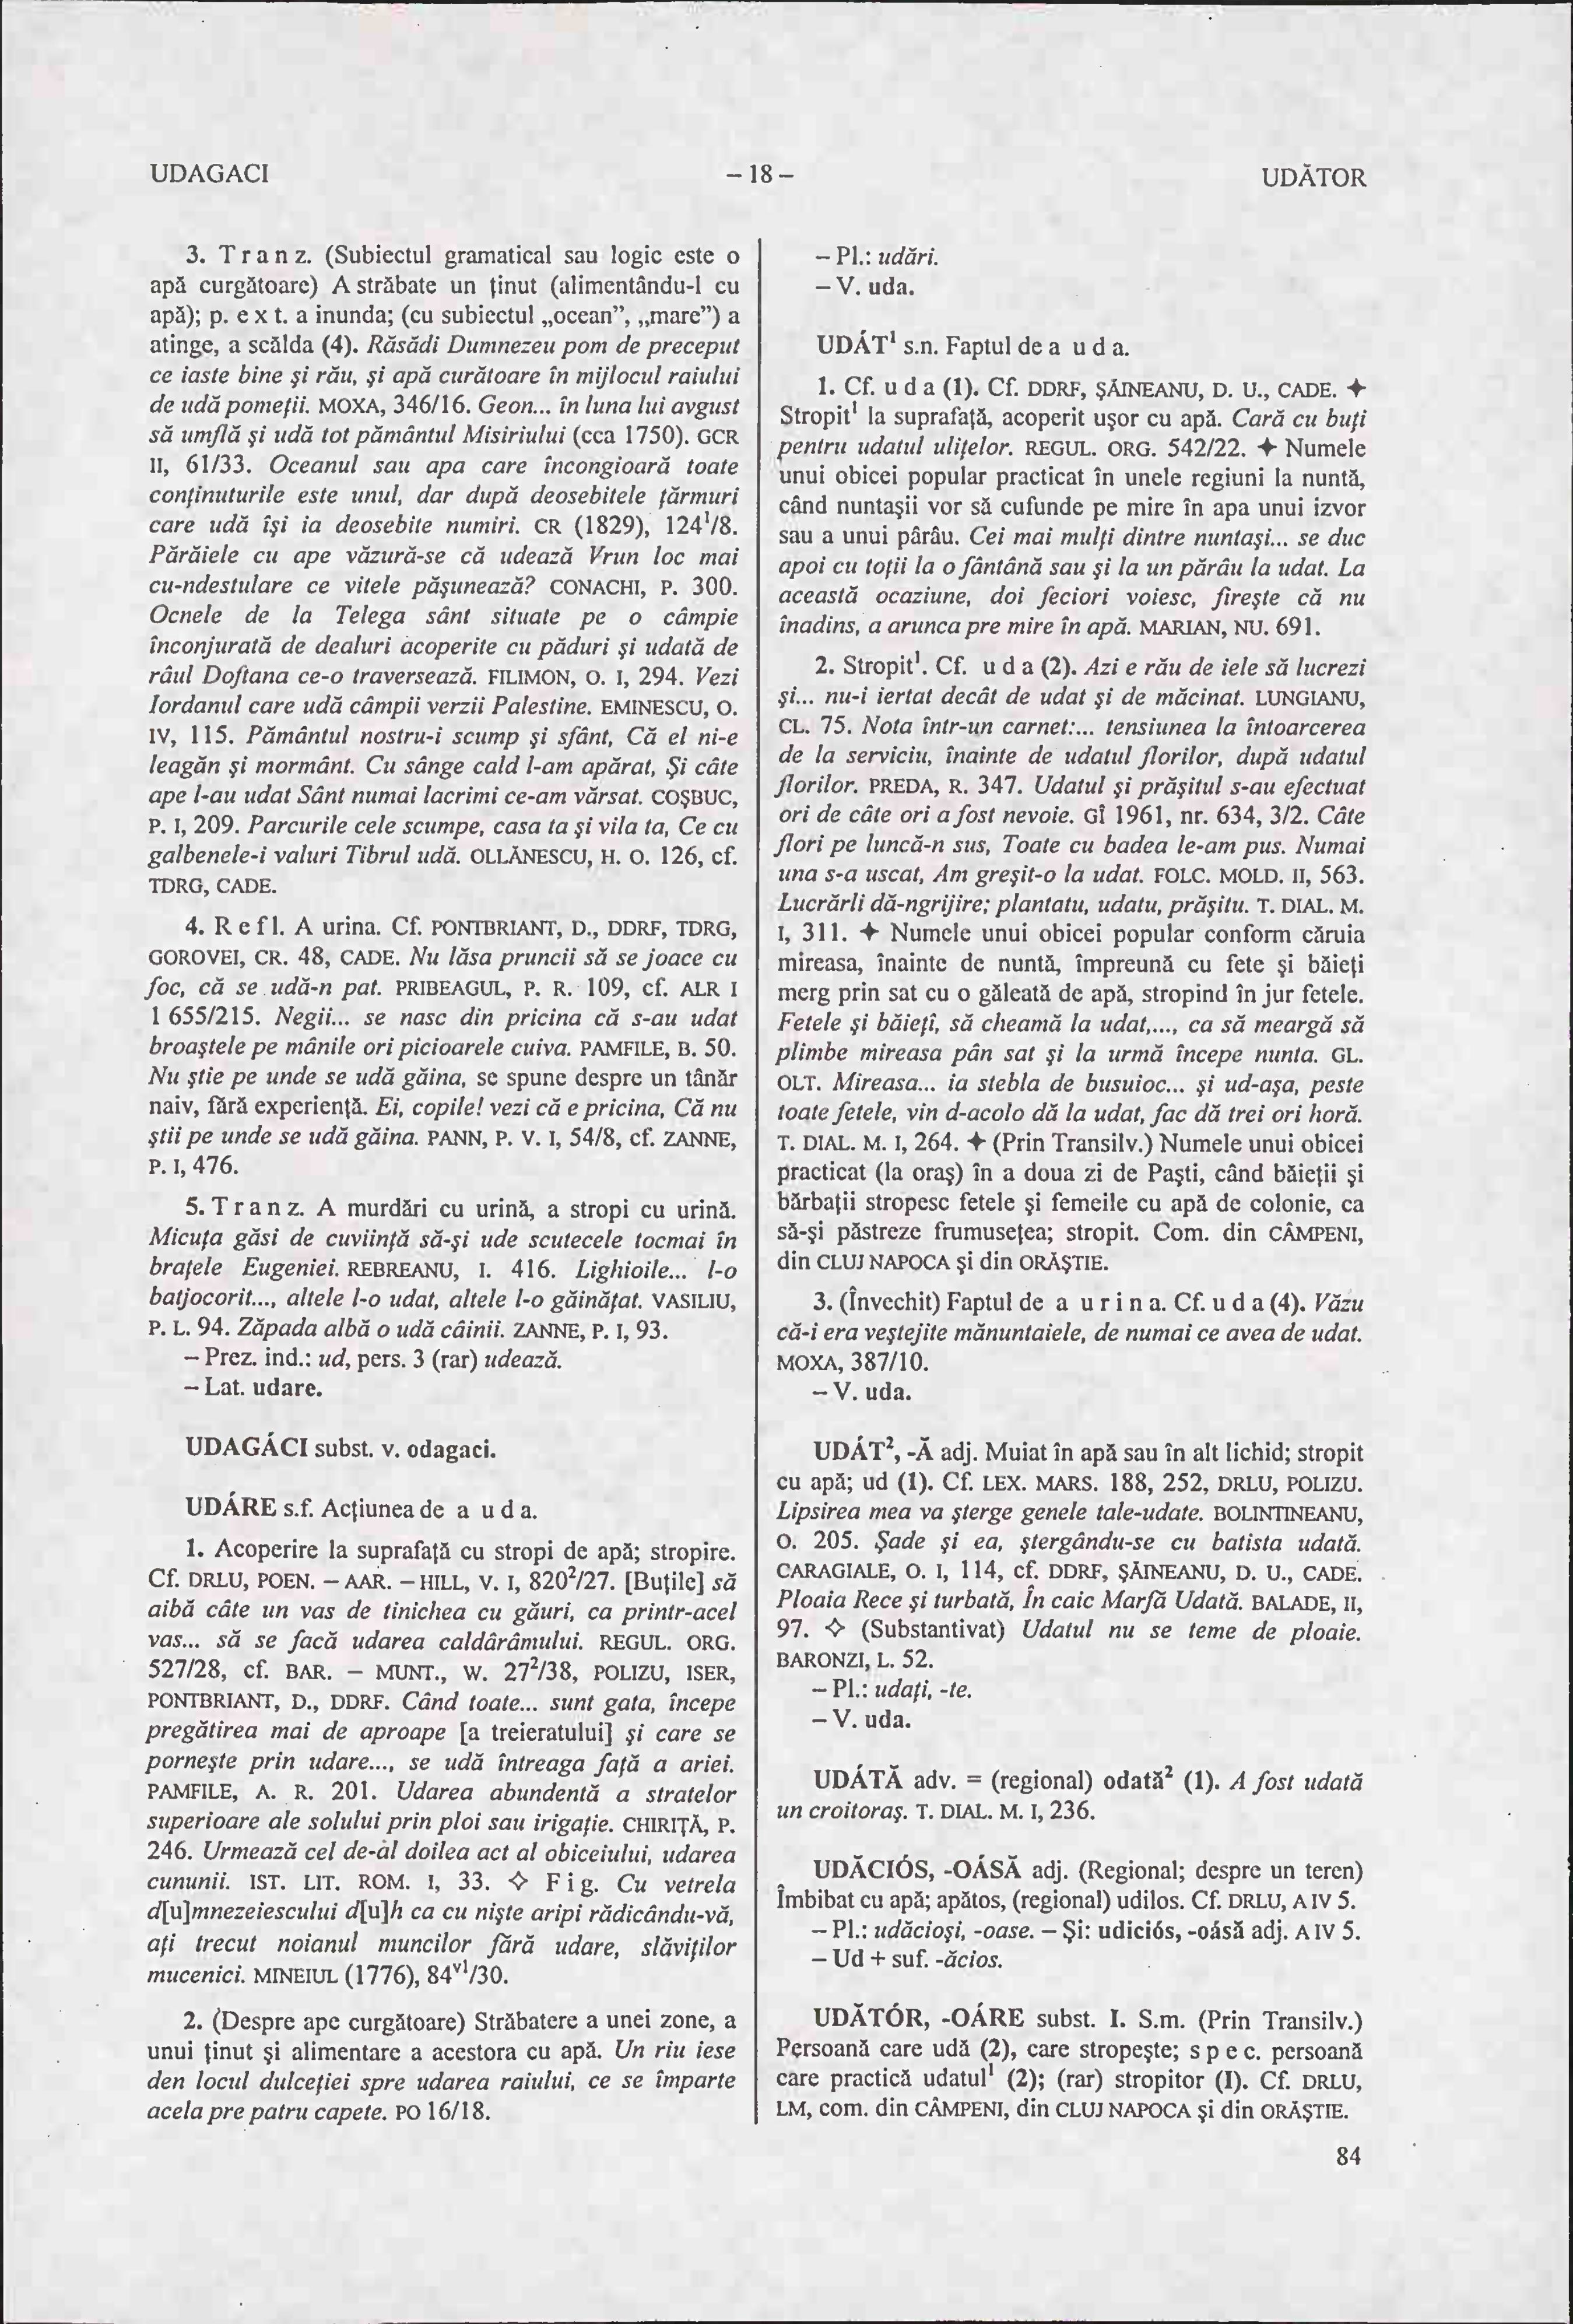 UDAGACI
– 18 –
UDĂTOR
3. T r a n z. (Subiectul gramatical sau logic este o
apă curgătoare) A străbate un ţinut (alimentându-l cu
apă); p. e x t. a inunda; (cu subiectul „ocean”, „mare”) a
atinge, a scălda (4). Răsădi Dumnezeu pom de preceput
ce iaste bine şi rău, şi apă curătoare în mijlocul raiului
de udă pomeţii. MOXA, 346/16. Geon... în luna lui avgust
să umflă şi udă tot pământul Misiriului (cca 1750). GCR
II, 61/33. Oceanul sau apa care încongioară toate
conţinuturile este unul, dar după deosebitele ţărmuri
care udă îşi ia deosebite numiri. CR (1829), 124¹/8.
Părăiele cu ape văzură-se că udează Vrun loc mai
cu-ndestulare ce vitele păşunează? CONACHI, P. 300.
Ocnele de la Telega sânt situate pe o câmpie
înconjurată de dealuri acoperite cu păduri şi udată de
râul Doftana ce-o traversează. FILIMON, O. I, 294. Vezi
Iordanul care udă câmpii verzii Palestine. EMINESCU, O.
IV, 115. Pământul nostru-i scump şi sfânt, Că el ni-e
leagăn şi mormânt. Cu sânge cald l-am apărat, Şi câte
ape l-au udat Sânt numai lacrimi ce-am vărsat. COŞBUC,
P. I, 209. Parcurile cele scumpe, casa ta şi vila ta, Ce cu
galbenele-i valuri Tibrul udă. OLLĂNESCU, H. O. 126, cf.
TDRG, CADE.
4. R e f l. A urina. Cf. PONTBRIANT, D., DDRF, TDRG,
GOROVEI, CR. 48, CADE. Nu lăsa pruncii să se joace cu
foc, că se udă-n pat. PRIBEAGUL, P. R. 109, cf. ALR I
1 655/215. Negii... se nasc din pricina că s-au udat
broaştele pe mânile ori picioarele cuiva. PAMFILE, B. 50.
Nu ştie pe unde se udă găina, se spune despre un tânăr
naiv, fără experienţă. Ei, copile! vezi că e pricina, Că nu
ştii pe unde se udă găina. PANN, P. V. I, 54/8, cf. ZANNE,
P. I, 476.
5. T r a n z. A murdări cu urină, a stropi cu urină.
Micuţa găsi de cuviinţă să-şi ude scutecele tocmai în
braţele Eugeniei. REBREANU, I. 416. Lighioile... l-o
batjocorit..., altele l-o udat, altele l-o găinăţat. VASILIU,
P. L. 94. Zăpada albă o udă câinii. ZANNE, P. I, 93.
– Prez. ind.: ud, pers. 3 (rar) udează.
– Lat. udare.
UDAGÁCI subst. v. odagaci.
UDÁRE s.f. Acţiunea de a u d a.
1. Acoperire la suprafaţă cu stropi de apă; stropire.
Cf. DRLU, POEN. – AAR. – HILL, V. I, 820²/27. [Buţile] să
aibă câte un vas de tinichea cu găuri, ca printr-acel
vas... să se facă udarea caldârâmului. REGUL. ORG.
527/28, cf. BAR. – MUNT., W. 27²/38, POLIZU, ISER,
PONTBRIANT, D., DDRF. Când toate... sunt gata, începe
pregătirea mai de aproape [a treieratului] şi care se
porneşte prin udare..., se udă întreaga faţă a ariei.
PAMFILE, A. R. 201. Udarea abundentă a stratelor
superioare ale solului prin ploi sau irigaţie. CHIRIŢĂ, P.
246. Urmează cel de-al doilea act al obiceiului, udarea
cununii. IST. LIT. ROM. I, 33. ✧ F i g. Cu vetrela
d[u]mnezeiescului d[u]h ca cu nişte aripi rădicându-vă,
aţi trecut noianul muncilor fără udare, slăviţilor
mucenici. MINEIUL (1776), 84ᵛ¹/30.
2. (Despre ape curgătoare) Străbatere a unei zone, a
unui ţinut şi alimentare a acestora cu apă. Un riu iese
den locul dulceţiei spre udarea raiului, ce se împarte
acela pre patru capete. PO 16/18.
– Pl.: udări.
– V. uda.
UDÁT¹ s.n. Faptul de a u d a.
1. Cf. u d a (1). Cf. DDRF, ŞĂINEANU, D. U., CADE. ✦
Stropit¹ la suprafaţă, acoperit uşor cu apă. Cară cu buţi
pentru udatul uliţelor. REGUL. ORG. 542/22. ✦ Numele
unui obicei popular practicat în unele regiuni la nuntă,
când nuntaşii vor să cufunde pe mire în apa unui izvor
sau a unui pârâu. Cei mai mulţi dintre nuntaşi... se duc
apoi cu toţii la o fântână sau şi la un părâu la udat. La
această ocaziune, doi feciori voiesc, fireşte că nu
înadins, a arunca pre mire în apă. MARIAN, NU. 691.
2. Stropit¹. Cf. u d a (2). Azi e rău de iele să lucrezi
şi... nu-i iertat decât de udat şi de măcinat. LUNGIANU,
CL. 75. Nota într-un carnet:... tensiunea la întoarcerea
de la serviciu, înainte de udatul florilor, după udatul
florilor. PREDA, R. 347. Udatul şi prăşitul s-au efectuat
ori de câte ori a fost nevoie. GÎ 1961, nr. 634, 3/2. Câte
flori pe luncă-n sus, Toate cu badea le-am pus. Numai
una s-a uscat, Am greşit-o la udat. FOLC. MOLD. II, 563.
Lucrărli dă-ngrijire; plantatu, udatu, prăşitu. T. DIAL. M.
I, 311. ✦ Numele unui obicei popular conform căruia
mireasa, înainte de nuntă, împreună cu fete şi băieţi
merg prin sat cu o găleată de apă, stropind în jur fetele.
Fetele şi băieţî, să cheamă la udat,..., ca să meargă să
plimbe mireasa pân sat şi la urmă începe nunta. GL.
OLT. Mireasa... ia stebla de busuioc... şi ud-aşa, peste
toate fetele, vin d-acolo dă la udat, fac dă trei ori horă.
T. DIAL. M. I, 264. ✦ (Prin Transilv.) Numele unui obicei
practicat (la oraş) în a doua zi de Paşti, când băieţii şi
bărbaţii stropesc fetele şi femeile cu apă de colonie, ca
să-şi păstreze frumuseţea; stropit. Com. din CÂMPENI,
din CLUJ NAPOCA şi din ORĂŞTIE.
3. (Învechit) Faptul de a u r i n a. Cf. u d a (4). Văzu
că-i era veştejite mănuntaiele, de numai ce avea de udat.
MOXA, 387/10.
– V. uda.
UDÁT², -Ă adj. Muiat în apă sau în alt lichid; stropit
cu apă; ud (1). Cf. LEX. MARS. 188, 252, DRLU, POLIZU.
Lipsirea mea va şterge genele tale-udate. BOLINTINEANU,
O. 205. Şade şi ea, ştergându-se cu batista udată.
CARAGIALE, O. I, 114, cf. DDRF, ŞĂINEANU, D. U., CADE.
Ploaia Rece şi turbată, În caic Marfă Udată. BALADE, II,
97. ✧ (Substantivat) Udatul nu se teme de ploaie.
BARONZI, L. 52.
– Pl.: udaţi, -te.
– V. uda.
UDÁTĂ adv. = (regional) odată² (1). A fost udată
un croitoraş. T. DIAL. M. I, 236.
UDĂCIÓS, -OÁSĂ adj. (Regional; despre un teren)
Îmbibat cu apă; apătos, (regional) udilos. Cf. DRLU, A IV 5.
– Pl.: udăcioşi, -oase. – Şi: udiciós, -oásă adj. A IV 5.
– Ud + suf. -ăcios.
UDĂTÓR, -OÁRE subst. I. S.m. (Prin Transilv.)
Persoană care udă (2), care stropeşte; s p e c. persoană
care practică udatul¹ (2); (rar) stropitor (I). Cf. DRLU,
LM, com. din CÂMPENI, din CLUJ NAPOCA şi din ORĂŞTIE.
84